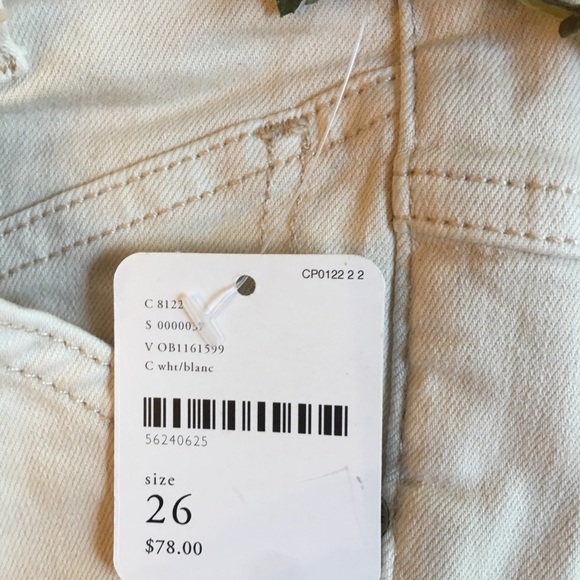 CP0122 2 2
C 8122
S
V OB1161599
C wht/blanc
56240625
size
26
$78.00